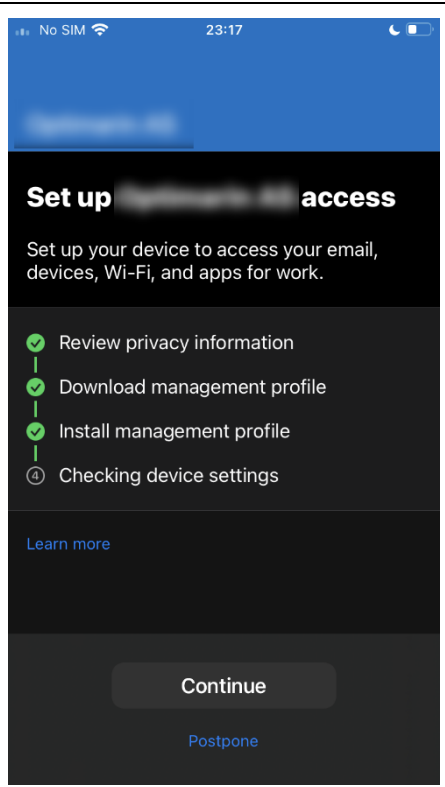 No SIM 23:17
Set up access
Set up your device to access your email,
devices, Wi-Fi, and apps for work.
Review privacy information
Download management profile
Install management profile
4 Checking device settings
Learn more
Continue
Postpone